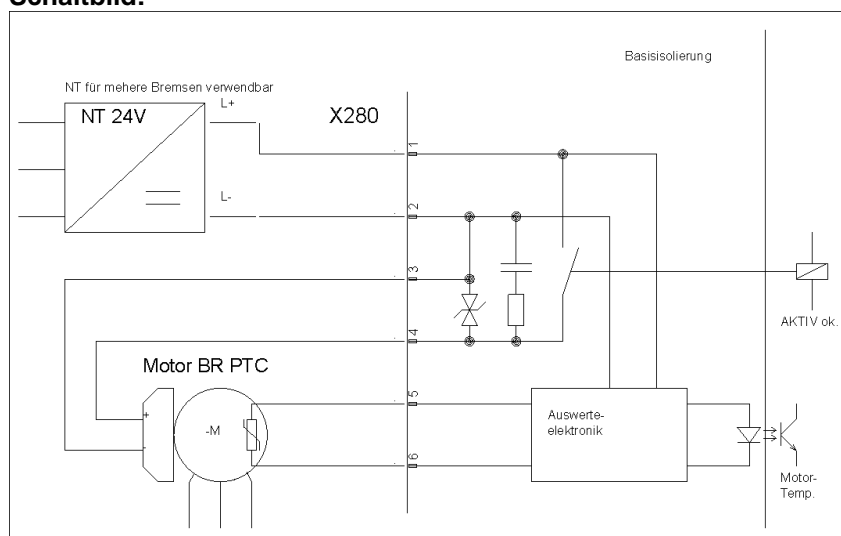 Schaltbild:
Basisisolierung
NT für mehere Bremsen verwendbar
NT 24V
L+
X280
1
L-
2
3
4
AKTIV ok.
Motor BR PTC
5
+
-
-M
Auswerte-
elektronik
6
Motor-
Temp.